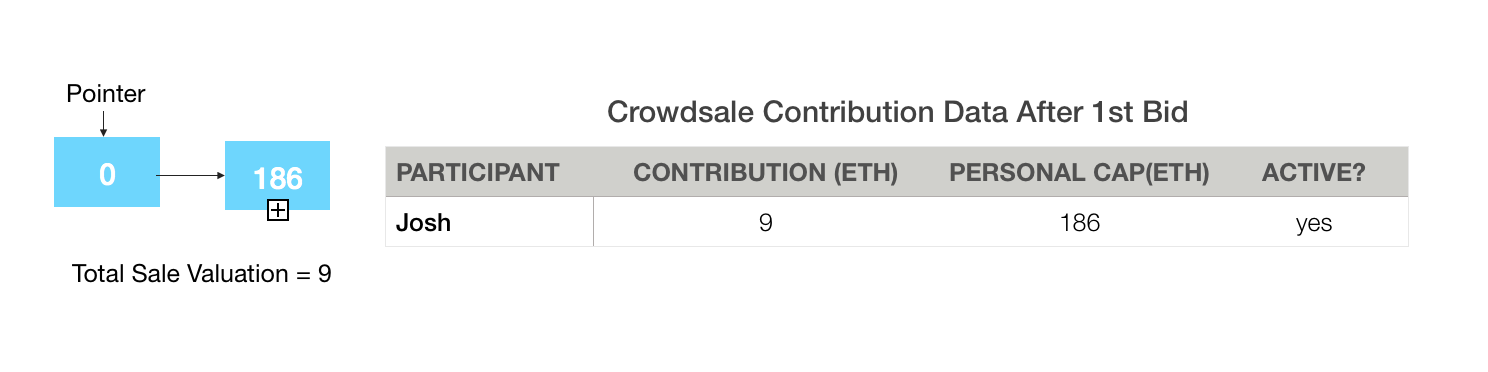 Pointer
0
186
Total Sale Valuation = 9
Crowdsale Contribution Data After 1st Bid
PARTICIPANT CONTRIBUTION (ETH) PERSONAL CAP(ETH) ACTIVE?
Josh 9 186 yes